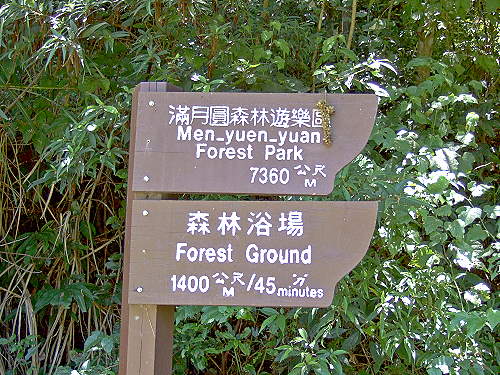 滿月圓森林遊樂區
Men_yuen_yuan
Forest Park
7360 公尺 M
森林浴場
Forest Ground
1400 公尺 M / 45 分 minutes